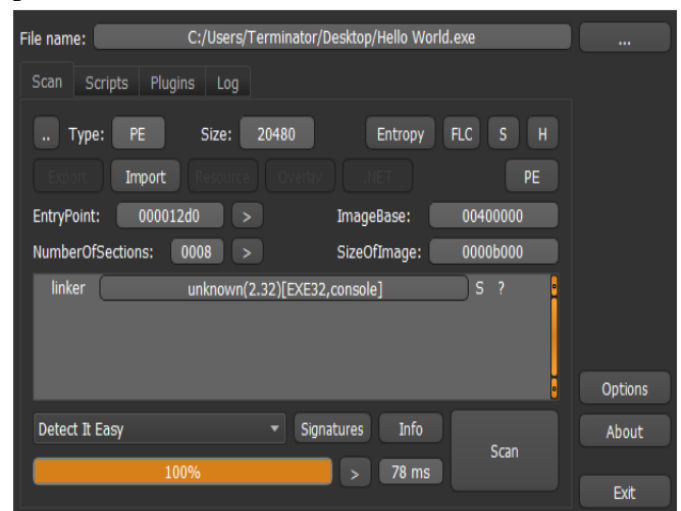 File name: C:/Users/Terminator/Desktop/Hello World.exe ...
Scan Scripts Plugins Log
.. Type: PE Size: 20480 Entropy FLC S H
Export Import Resource Overlay .NET PE
EntryPoint: 000012d0 > ImageBase: 00400000
NumberOfSections: 0008 > SizeOfImage: 0000b000
linker unknown(2.32)[EXE32,console] S ?
Options
Detect It Easy Signatures Info Scan About
100% > 78 ms
Exit